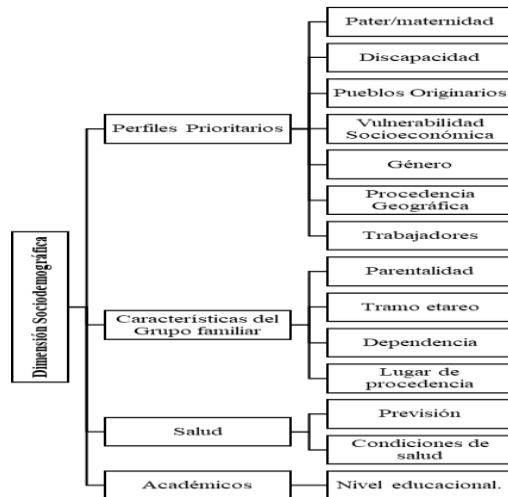 Dimensión Sociodemográfica
Perfiles Prioritarios
Pater/maternidad
Discapacidad
Pueblos Originarios
Vulnerabilidad
Socioeconómica
Género
Procedencia
Geográfica
Trabajadores
Características del
Grupo familiar
Parentalidad
Tramo etareo
Dependencia
Lugar de
procedencia
Salud
Previsión
Condiciones de
salud
Académicos
Nivel educacional.